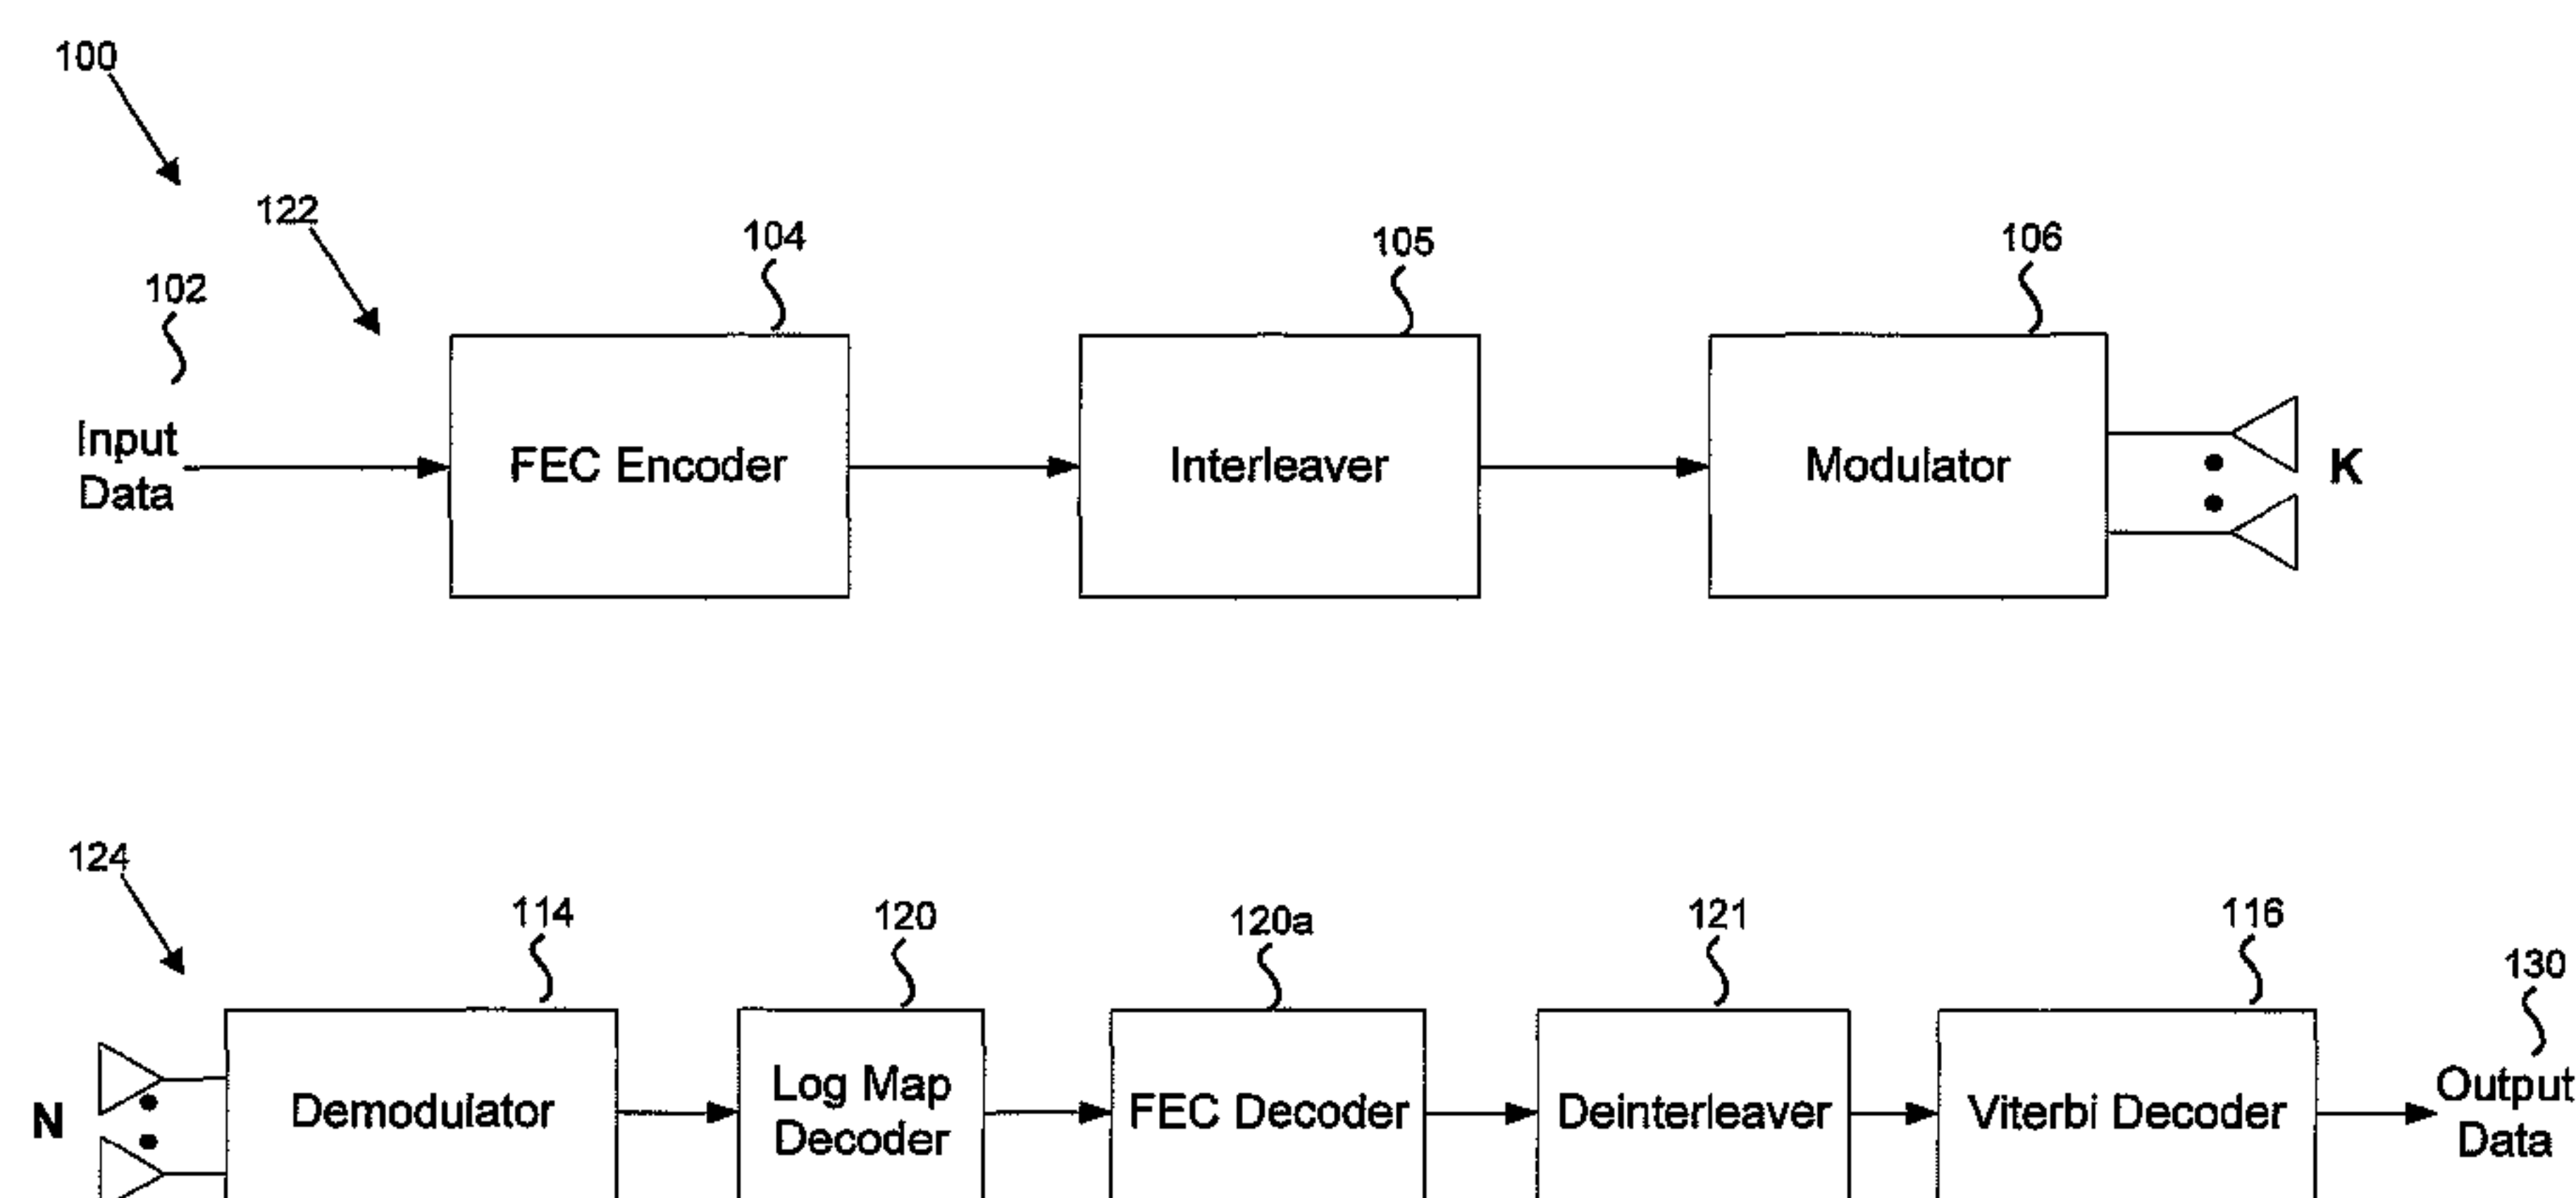 100
122
102
104
105
106
Input
Data
FEC Encoder
Interleaver
Modulator
K
124
114
120
120a
121
116
130
N
Demodulator
Log Map
Decoder
FEC Decoder
Deinterleaver
Viterbi Decoder
Output
Data